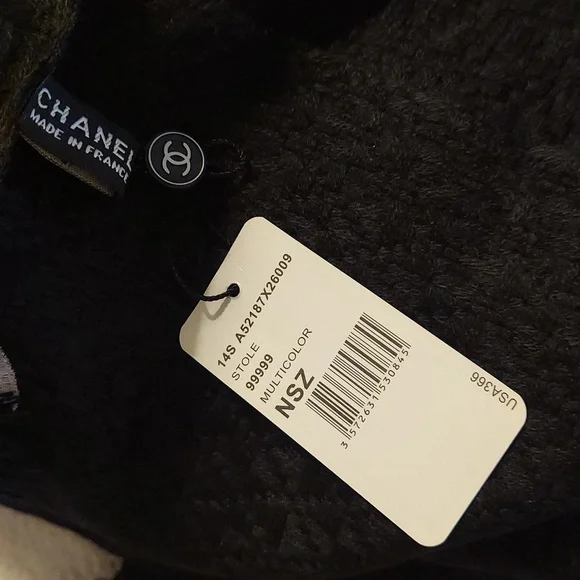 CHANEL
MADE IN FRANCE
14S A52187X26009
STOLE
99999
MULTICOLOR
NSZ
3 572631 530845
USA366